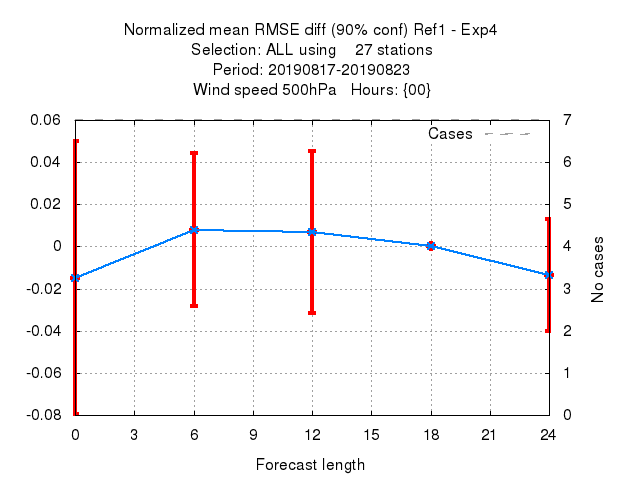 Normalized mean RMSE diff (90% conf) Ref1 - Exp4
Selection: ALL using 27 stations
Period: 20190817-20190823
Wind speed 500hPa Hours: {00}
Cases
0.06
0.04
0.02
0
-0.02
-0.04
-0.06
-0.08
7
6
5
4
3
2
1
0
No cases
0 3 6 9 12 15 18 21 24
Forecast length